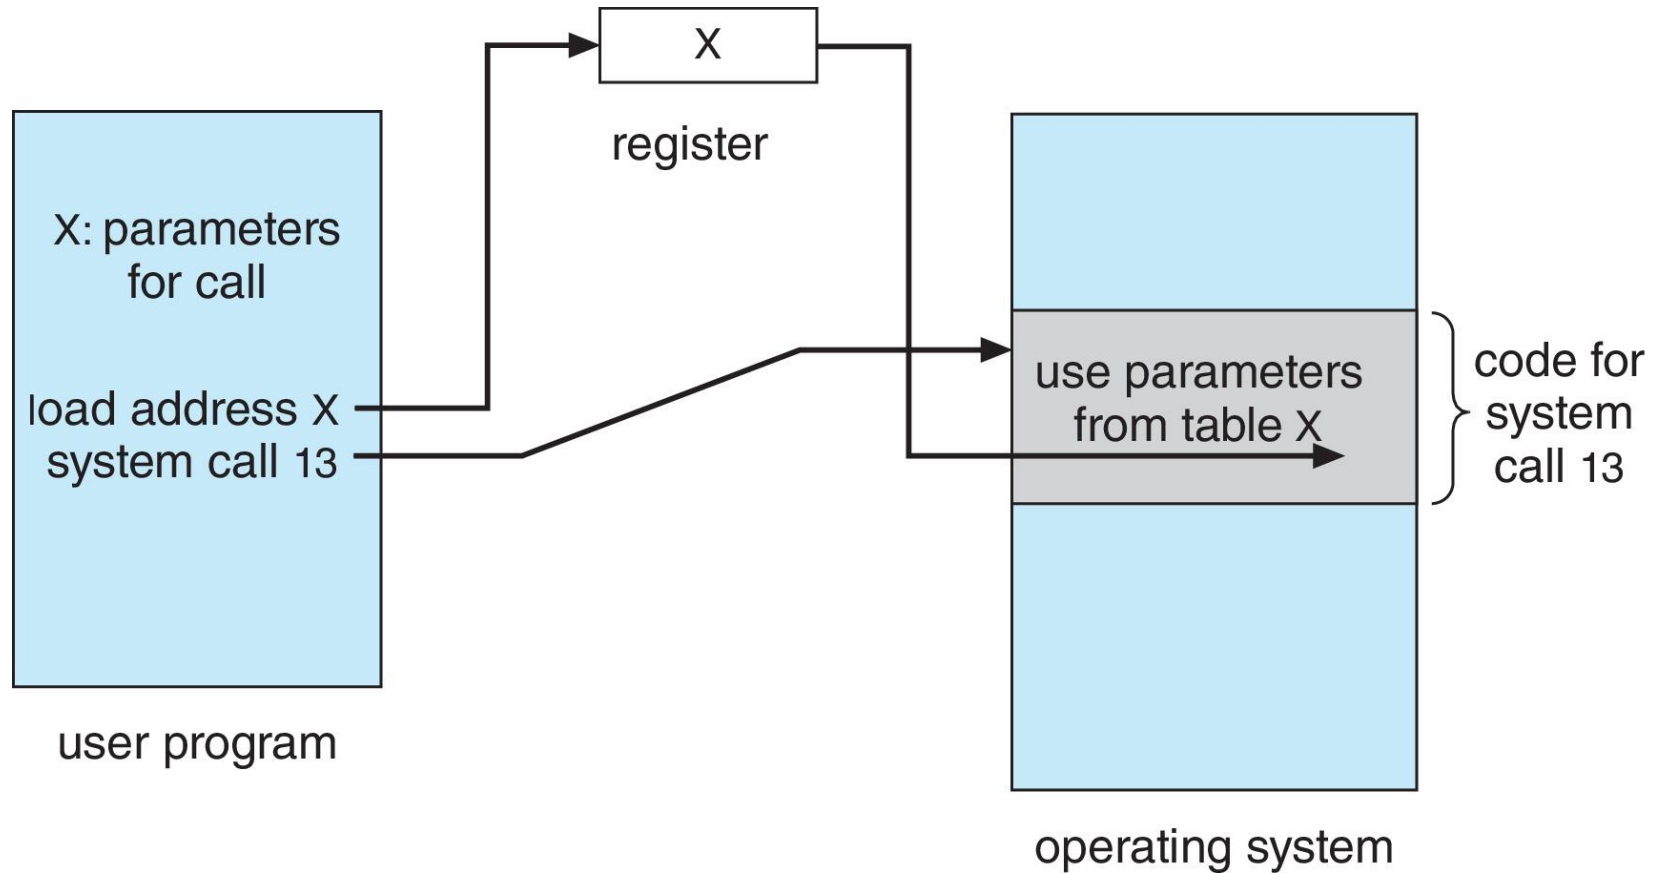 X
register
X: parameters
for call
load address X
system call 13
user program
use parameters
from table X
code for
system
call 13
operating system